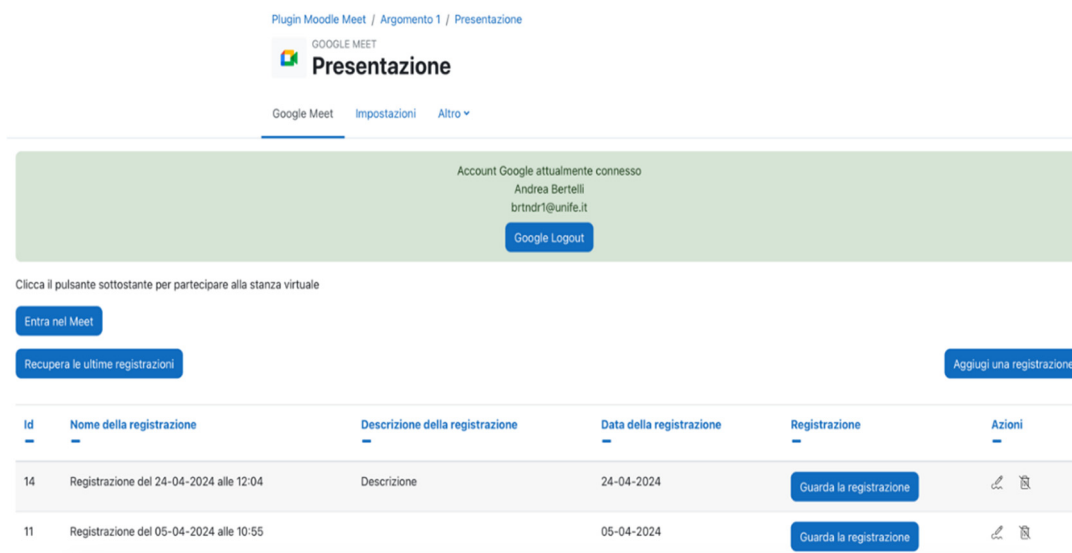 Plugin Moodle Meet / Argomento 1 / Presentazione
GOOGLE MEET
Presentazione
Google Meet Impostazioni Altro
Account Google attualmente connesso
Andrea Bertelli
brtndr1@unife.it
Google Logout
Clicca il pulsante sottostante per partecipare alla stanza virtuale
Entra nel Meet
Recupera le ultime registrazioni Aggiugi una registrazione
Id Nome della registrazione Descrizione della registrazione Data della registrazione Registrazione Azioni
14 Registrazione del 24-04-2024 alle 12:04 Descrizione 24-04-2024 Guarda la registrazione
11 Registrazione del 05-04-2024 alle 10:55 05-04-2024 Guarda la registrazione